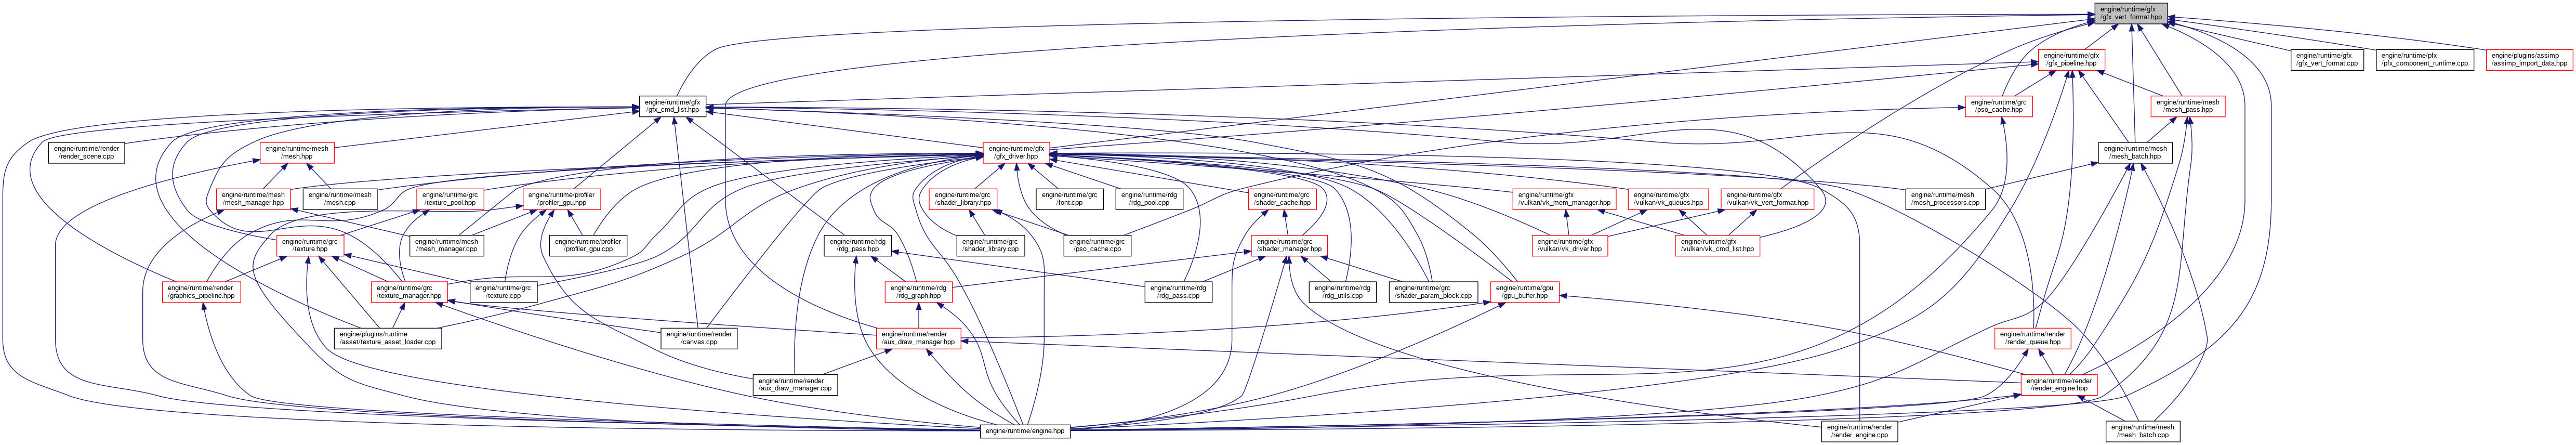 engine/runtime/gfx
/gfx_vert_format.hpp
engine/runtime/gfx
/gfx_pipeline.hpp
engine/runtime/gfx
/gfx_vert_format.cpp
engine/runtime/pfx
/pfx_component_runtime.cpp
engine/plugins/assimp
/assimp_import_data.hpp
engine/runtime/gfx
/gfx_cmd_list.hpp
engine/runtime/grc
/pso_cache.hpp
engine/runtime/mesh
/mesh_pass.hpp
engine/runtime/render
/render_scene.cpp
engine/runtime/mesh
/mesh.hpp
engine/runtime/gfx
/gfx_driver.hpp
engine/runtime/mesh
/mesh_batch.hpp
engine/runtime/mesh
/mesh_manager.hpp
engine/runtime/mesh
/mesh.cpp
engine/runtime/grc
/texture_pool.hpp
engine/runtime/profiler
/profiler_gpu.hpp
engine/runtime/grc
/shader_library.hpp
engine/runtime/grc
/font.cpp
engine/runtime/rdg
/rdg_pool.cpp
engine/runtime/grc
/shader_cache.hpp
engine/runtime/gfx
/vulkan/vk_mem_manager.hpp
engine/runtime/gfx
/vulkan/vk_queues.hpp
engine/runtime/gfx
/vulkan/vk_vert_format.hpp
engine/runtime/mesh
/mesh_processors.cpp
engine/runtime/grc
/texture.hpp
engine/runtime/mesh
/mesh_manager.cpp
engine/runtime/profiler
/profiler_gpu.cpp
engine/runtime/rdg
/rdg_pass.hpp
engine/runtime/grc
/shader_library.cpp
engine/runtime/grc
/pso_cache.cpp
engine/runtime/grc
/shader_manager.hpp
engine/runtime/gfx
/vulkan/vk_driver.hpp
engine/runtime/gfx
/vulkan/vk_cmd_list.hpp
engine/runtime/render
/graphics_pipeline.hpp
engine/runtime/grc
/texture_manager.hpp
engine/runtime/grc
/texture.cpp
engine/runtime/rdg
/rdg_graph.hpp
engine/runtime/rdg
/rdg_pass.cpp
engine/runtime/rdg
/rdg_utils.cpp
engine/runtime/grc
/shader_param_block.cpp
engine/runtime/gpu
/gpu_buffer.hpp
engine/plugins/runtime
/asset/texture_asset_loader.cpp
engine/runtime/render
/canvas.cpp
engine/runtime/render
/aux_draw_manager.hpp
engine/runtime/render
/render_queue.hpp
engine/runtime/render
/aux_draw_manager.cpp
engine/runtime/render
/render_engine.hpp
engine/runtime/engine.hpp
engine/runtime/render
/render_engine.cpp
engine/runtime/mesh
/mesh_batch.cpp